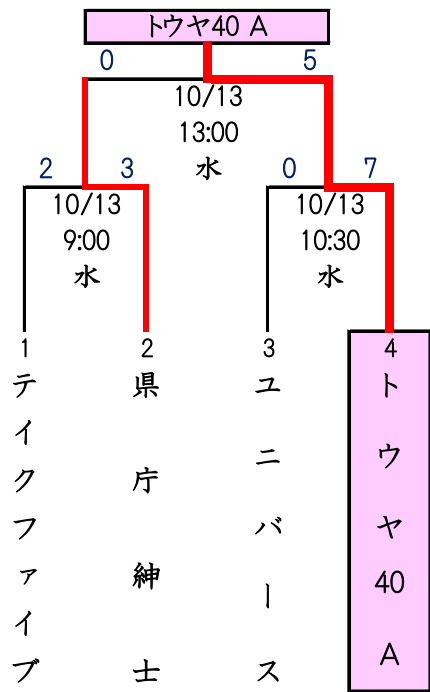 トウヤ40 A
0 5
10/13
13:00
水
2 3 0 7
10/13 10/13
9:00 10:30
水 水
1 2 3 4
テイクファイブ
県庁紳士
ユニバース
トウヤ40A